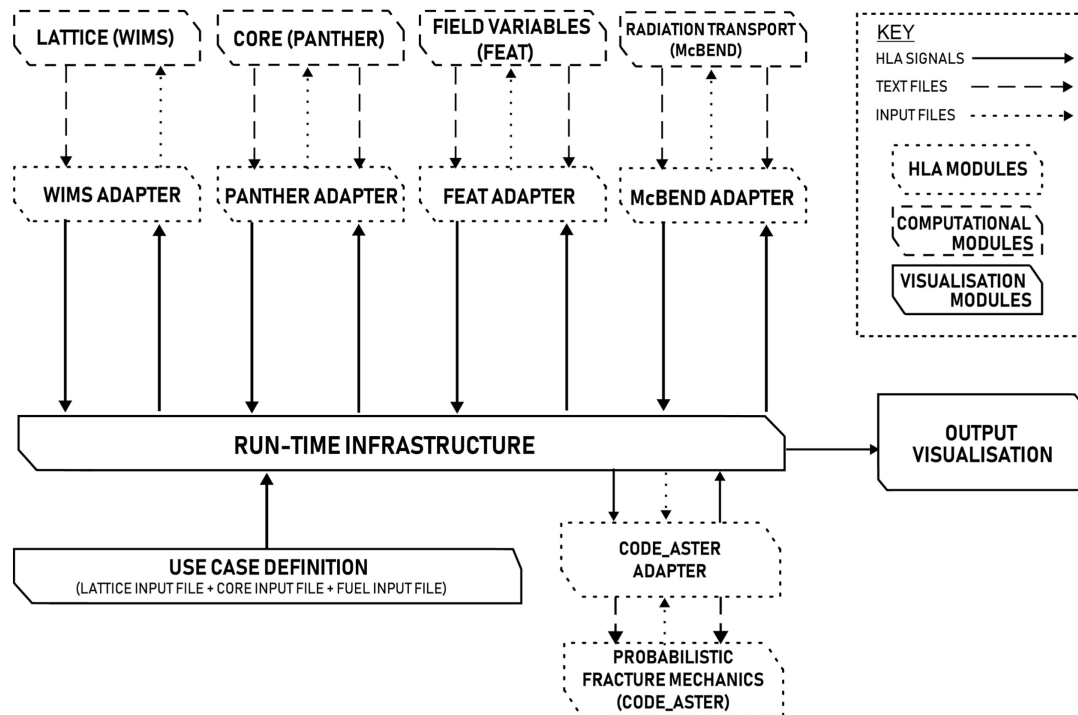 LATTICE (WIMS)
CORE (PANTHER)
FIELD VARIABLES
(FEAT)
RADIATION TRANSPORT
(McBEND)
KEY
HLA SIGNALS
TEXT FILES
INPUT FILES
HLA MODULES
COMPUTATIONAL
MODULES
VISUALISATION
MODULES
WIMS ADAPTER
PANTHER ADAPTER
FEAT ADAPTER
McBEND ADAPTER
RUN-TIME INFRASTRUCTURE
OUTPUT
VISUALISATION
USE CASE DEFINITION
(LATTICE INPUT FILE + CORE INPUT FILE + FUEL INPUT FILE)
CODE_ASTER
ADAPTER
PROBABILISTIC
FRACTURE MECHANICS
(CODE_ASTER)